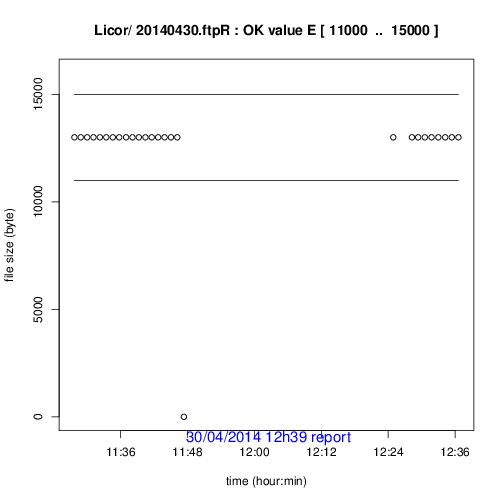 Licor/ 20140430.ftpR : OK value E [ 11000 .. 15000 ]
15000
10000
5000
0
file size (byte)
30/04/2014 12h39 report
11:36 11:48 12:00 12:12 12:24 12:36
time (hour:min)